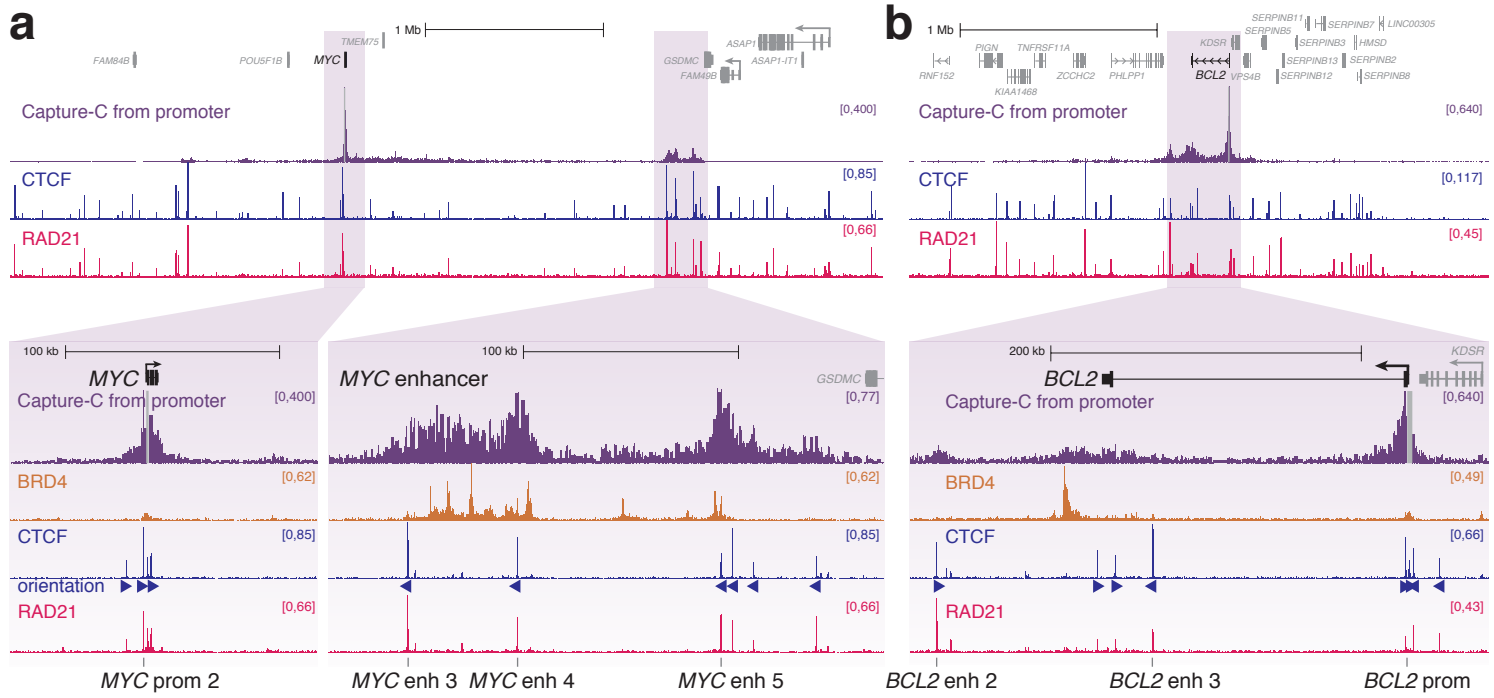 a
1 Mb
TMEM75
FAM84B
POU5F1B
MYC
ASAP1
GSDMC
ASAP1-IT1
FAM49B
Capture-C from promoter
[0,400]
CTCF
[0,85]
RAD21
[0,66]
100 kb
MYC
Capture-C from promoter
[0,400]
BRD4
[0,62]
CTCF
[0,85]
orientation
RAD21
[0,66]
MYC prom 2
100 kb
MYC enhancer
GSDMC
[0,77]
[0,62]
[0,85]
[0,66]
MYC enh 3
MYC enh 4
MYC enh 5
b
1 Mb
SERPINB11
SERPINB7
LINC00305
SERPINB5
PIGN
TNFRSF11A
KDSR
SERPINB3
HMSD
RNF152
ZCCHC2
PHLPP1
BCL2
VPS4B
SERPINB13
SERPINB2
KIAA1468
SERPINB12
SERPINB8
Capture-C from promoter
[0,640]
CTCF
[0,117]
RAD21
[0,45]
200 kb
KDSR
BCL2
Capture-C from promoter
[0,640]
BRD4
[0,49]
CTCF
[0,66]
RAD21
[0,43]
BCL2 enh 2
BCL2 enh 3
BCL2 prom